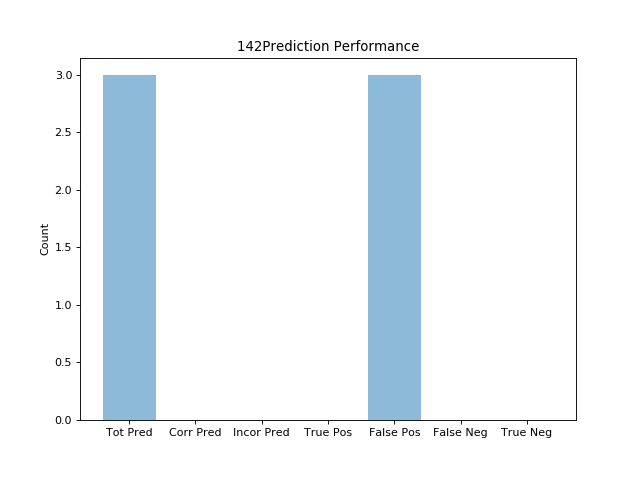 142Prediction Performance
Count
3.0
2.5
2.0
1.5
1.0
0.5
0.0
Tot Pred Corr Pred Incor Pred True Pos False Pos False Neg True Neg